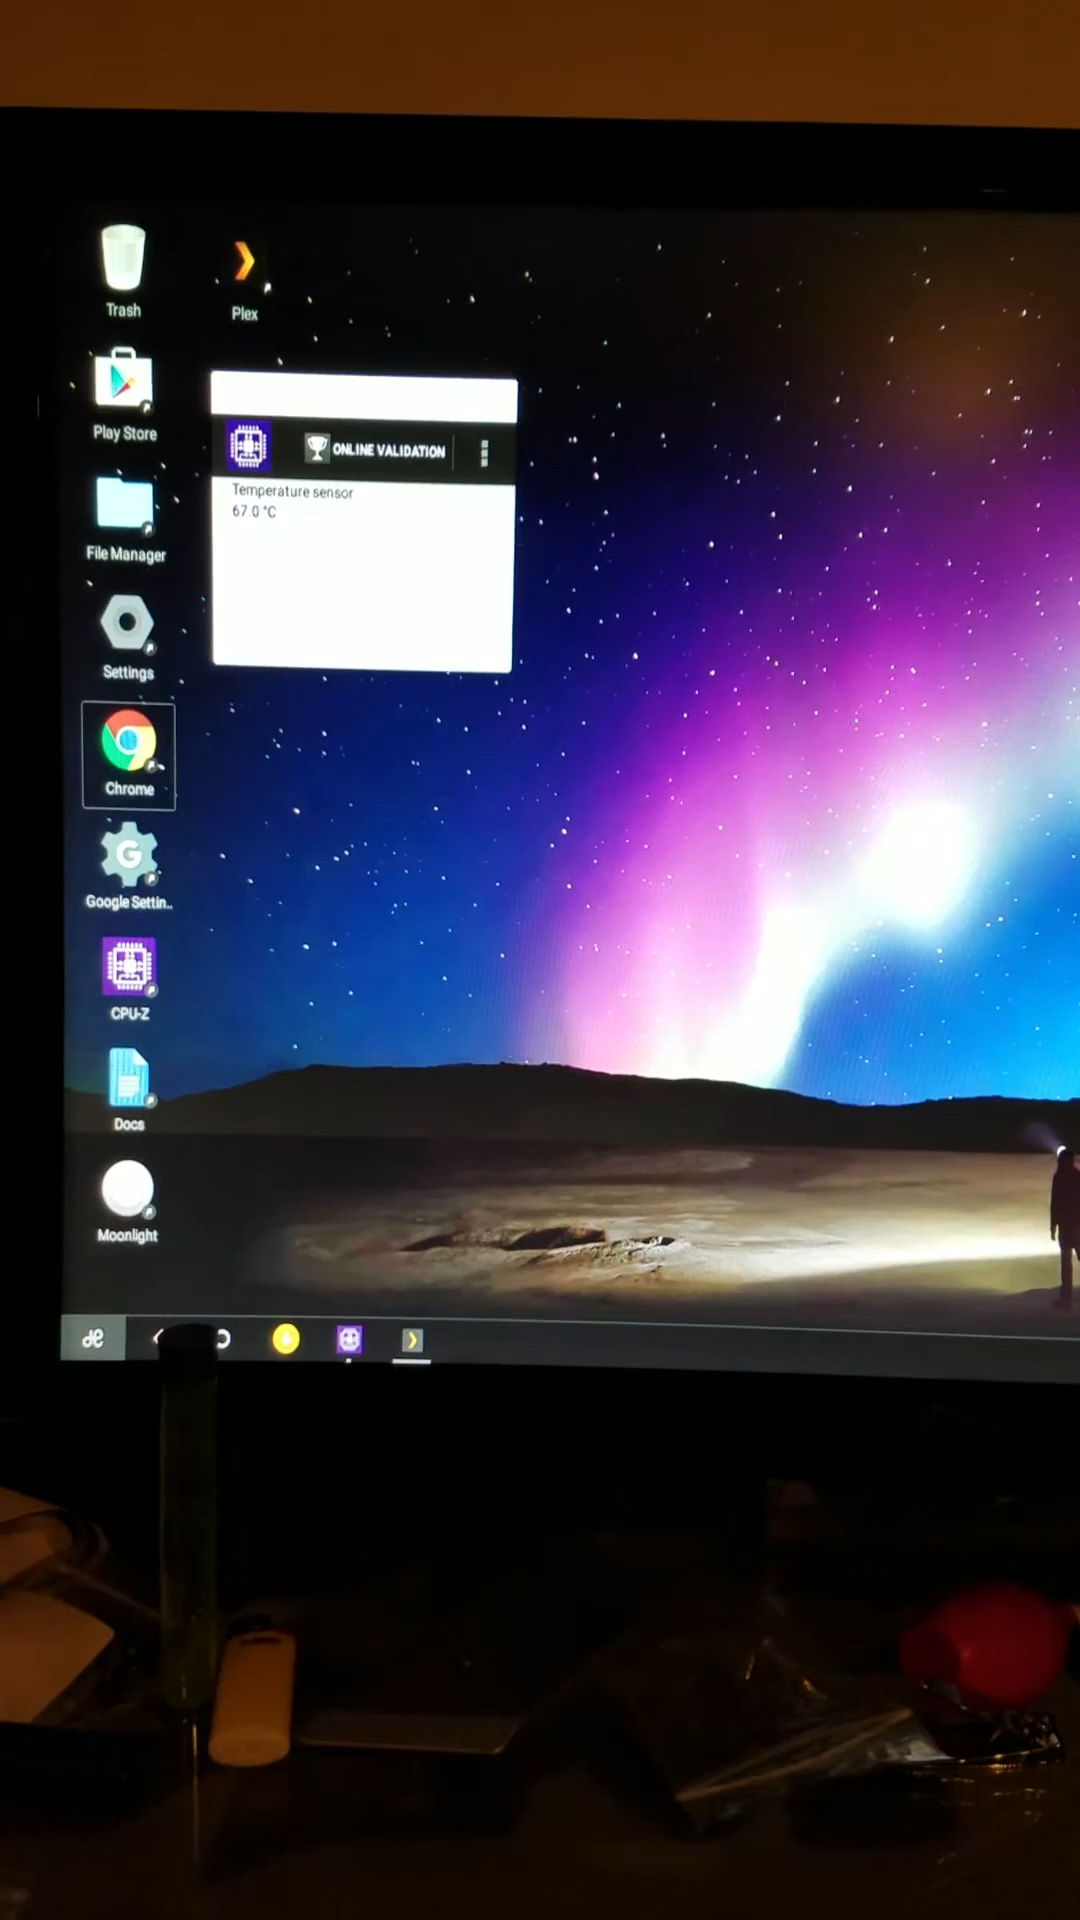 Trash
Plex
Play Store
ONLINE VALIDATION
Temperature sensor
67.0 °C
File Manager
Settings
Chrome
Google Settin..
CPU-Z
Docs
Moonlight